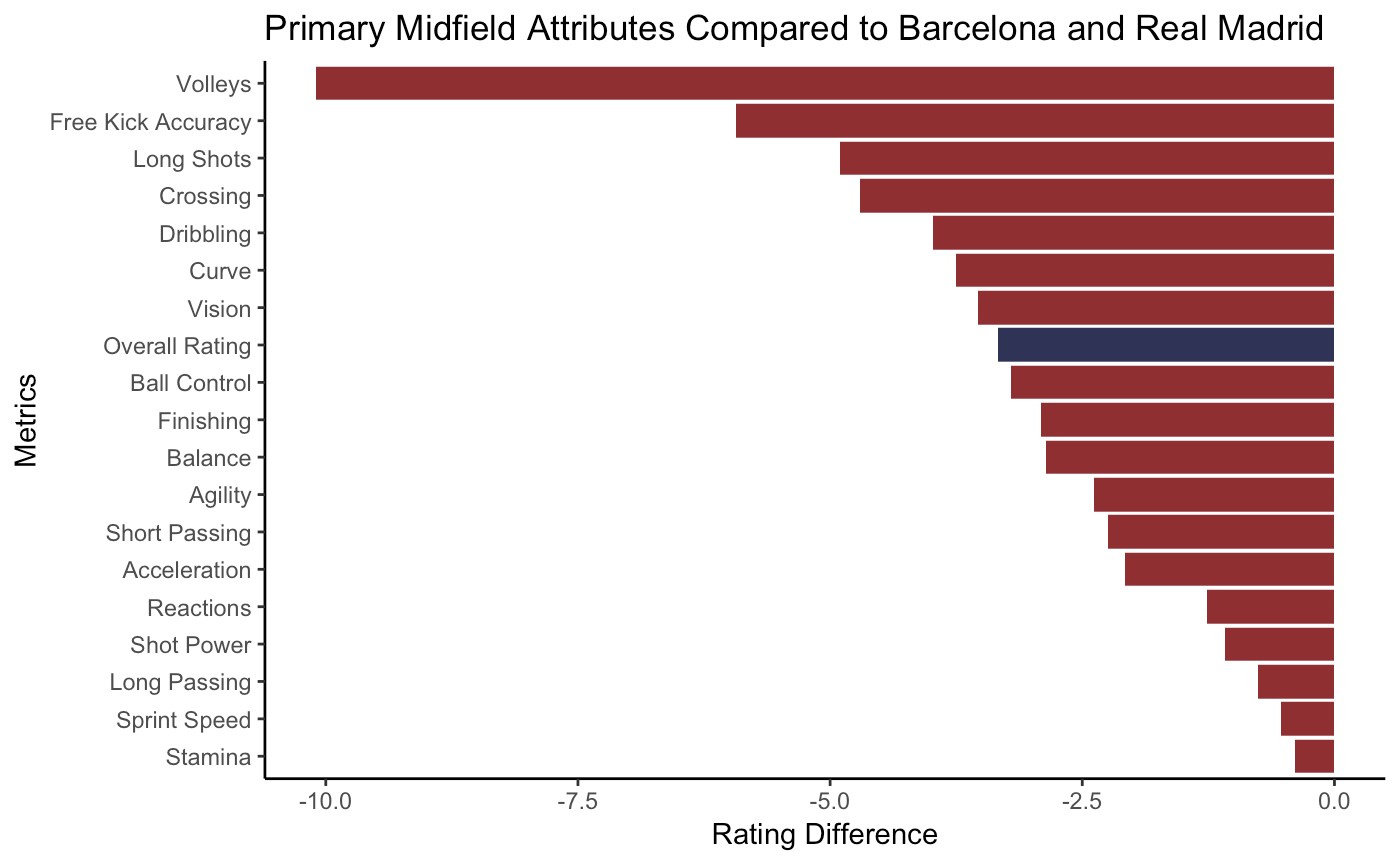 Primary Midfield Attributes Compared to Barcelona and Real Madrid
Metrics
Volleys
Free Kick Accuracy
Long Shots
Crossing
Dribbling
Curve
Vision
Overall Rating
Ball Control
Finishing
Balance
Agility
Short Passing
Acceleration
Reactions
Shot Power
Long Passing
Sprint Speed
Stamina
-10.0 -7.5 -5.0 -2.5 0.0
Rating Difference